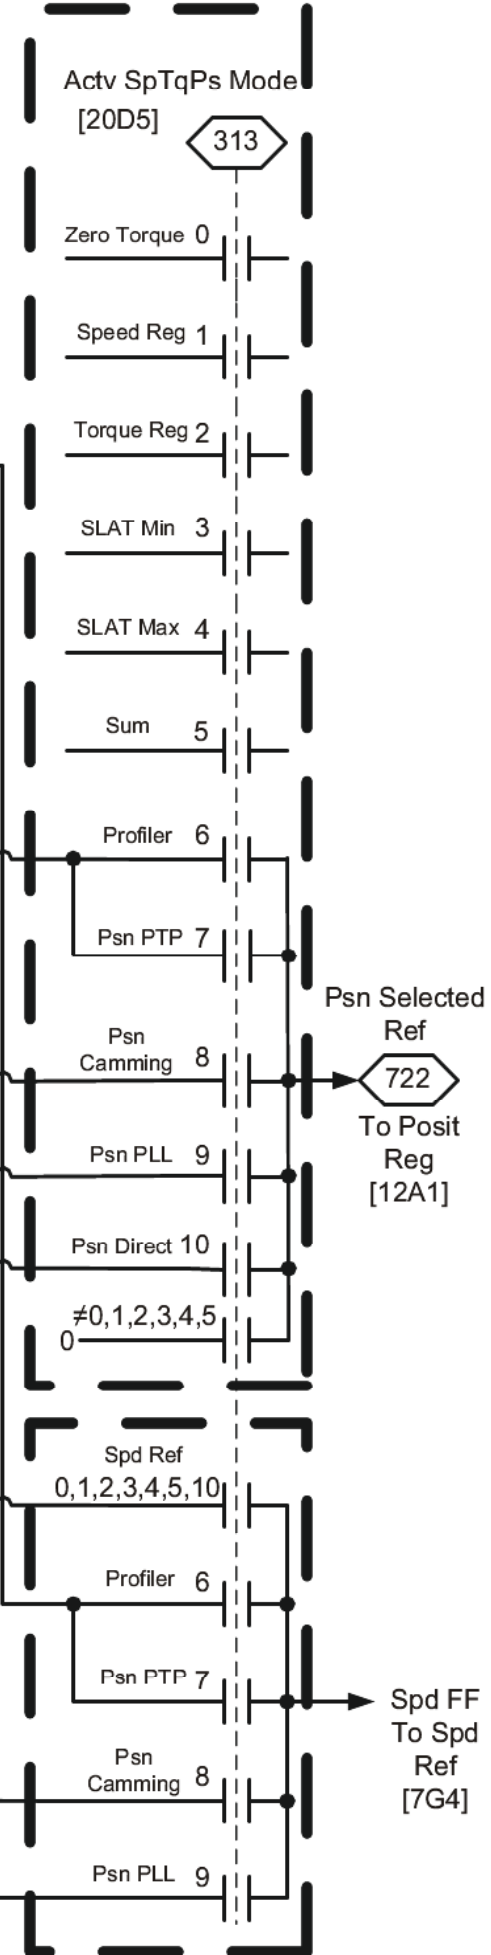 Actv SpTqPs Mode
[20D5]
313
Zero Torque 0
Speed Reg 1
Torque Reg 2
SLAT Min 3
SLAT Max 4
Sum 5
Profiler 6
Psn PTP 7
Psn Selected
Ref
Psn
Camming 8
722
To Posit
Reg
[12A1]
Psn PLL 9
Psn Direct 10
≠0,1,2,3,4,5
0
Spd Ref
0,1,2,3,4,5,10
Profiler 6
Psn PTP 7
Spd FF
To Spd
Ref
[7G4]
Psn
Camming 8
Psn PLL 9